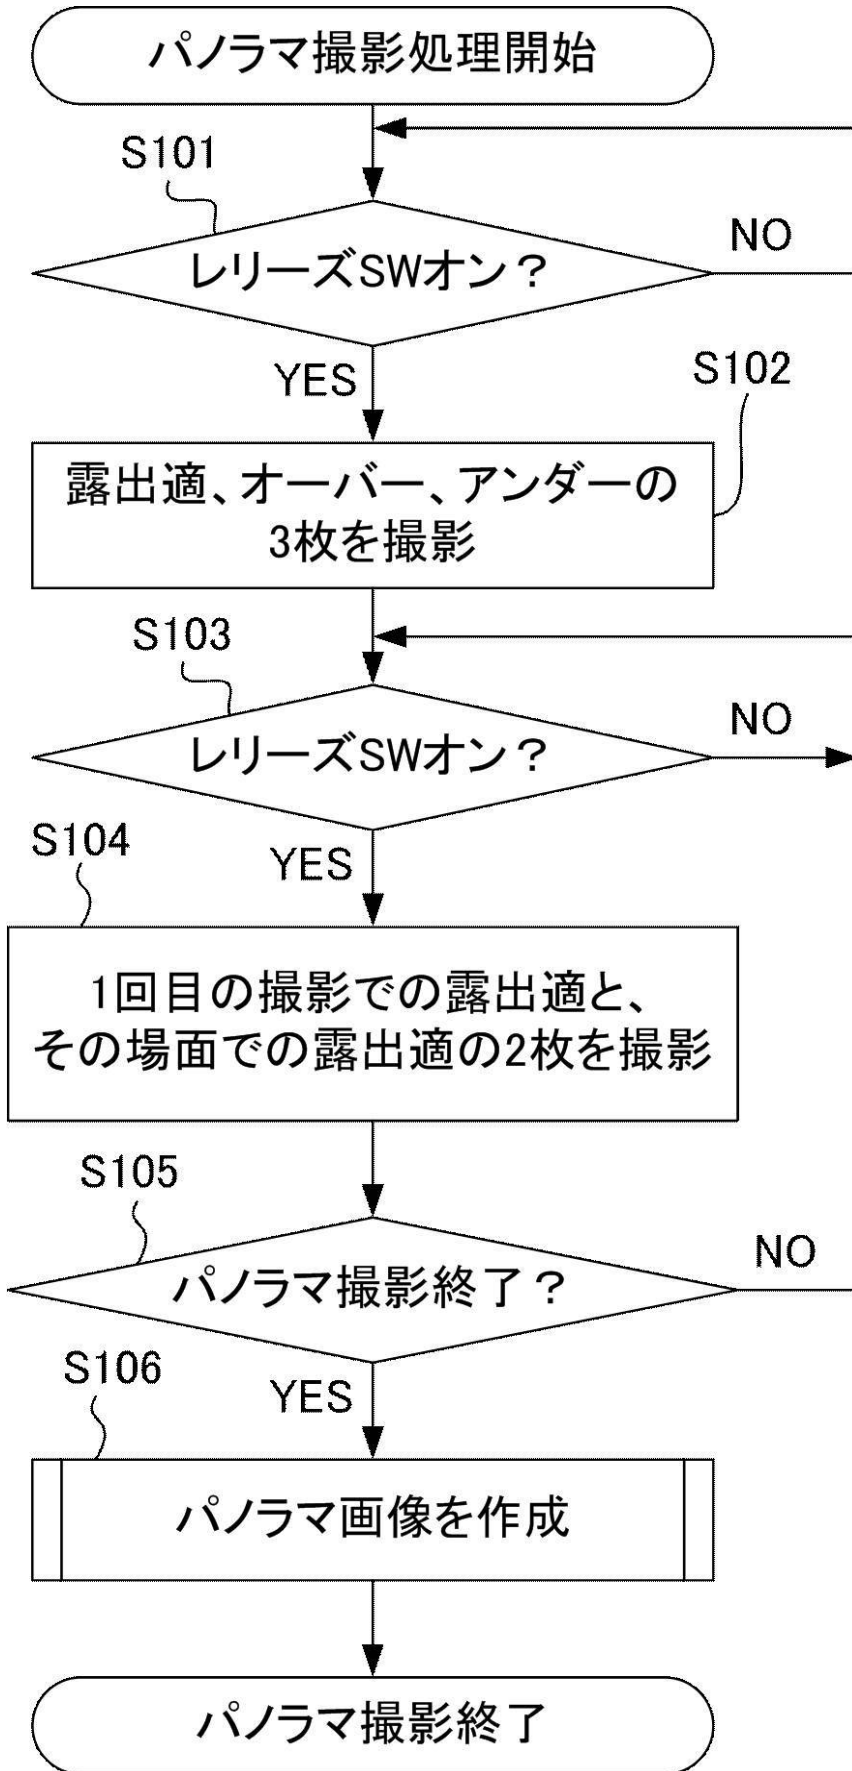 パノラマ撮影処理開始
S101
レリーズSWオン？
NO
YES
S102
露出適、オーバー、アンダーの
3枚を撮影
S103
レリーズSWオン？
NO
YES
S104
1回目の撮影での露出適と、
その場面での露出適の2枚を撮影
S105
パノラマ撮影終了？
NO
YES
S106
パノラマ画像を作成
パノラマ撮影終了